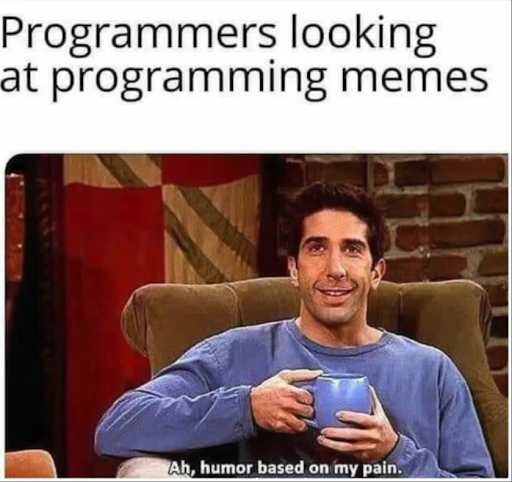 Programmers looking
at programming memes
Ah, humor based on my pain.